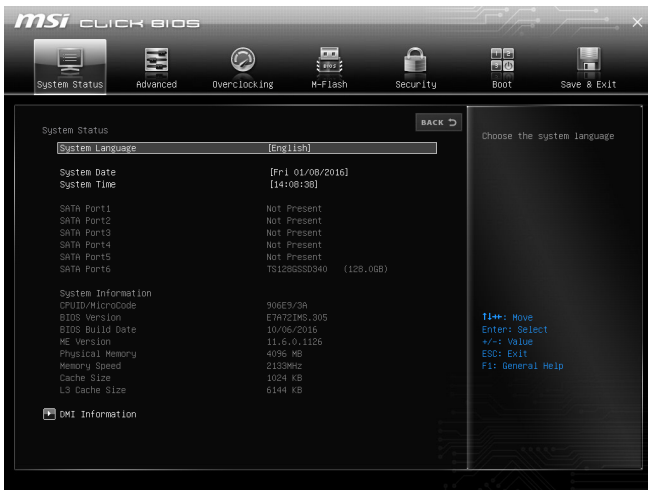 msi CLICK BIOS
X
System Status Advanced Overclocking M-Flash Security Boot Save & Exit
BIOS
BACK
System Status
Choose the system language
System Language [English]
System Date [Fri 01/08/2016]
System Time [14:08:38]
SATA Port1 Not Present
SATA Port2 Not Present
SATA Port3 Not Present
SATA Port4 Not Present
SATA Port5 Not Present
SATA Port6 TS128GSSD340 (128.0GB)
System Information
CPUID/MicroCode 906E9/3A
BIOS Version E7A72IMS.305
BIOS Build Date 10/06/2016
ME Version 11.6.0.1126
Physical Memory 4096 MB
Memory Speed 2133MHz
Cache Size 1024 KB
L3 Cache Size 6144 KB
DMI Information
↑↓←→: Move
Enter: Select
+/-: Value
ESC: Exit
F1: General Help